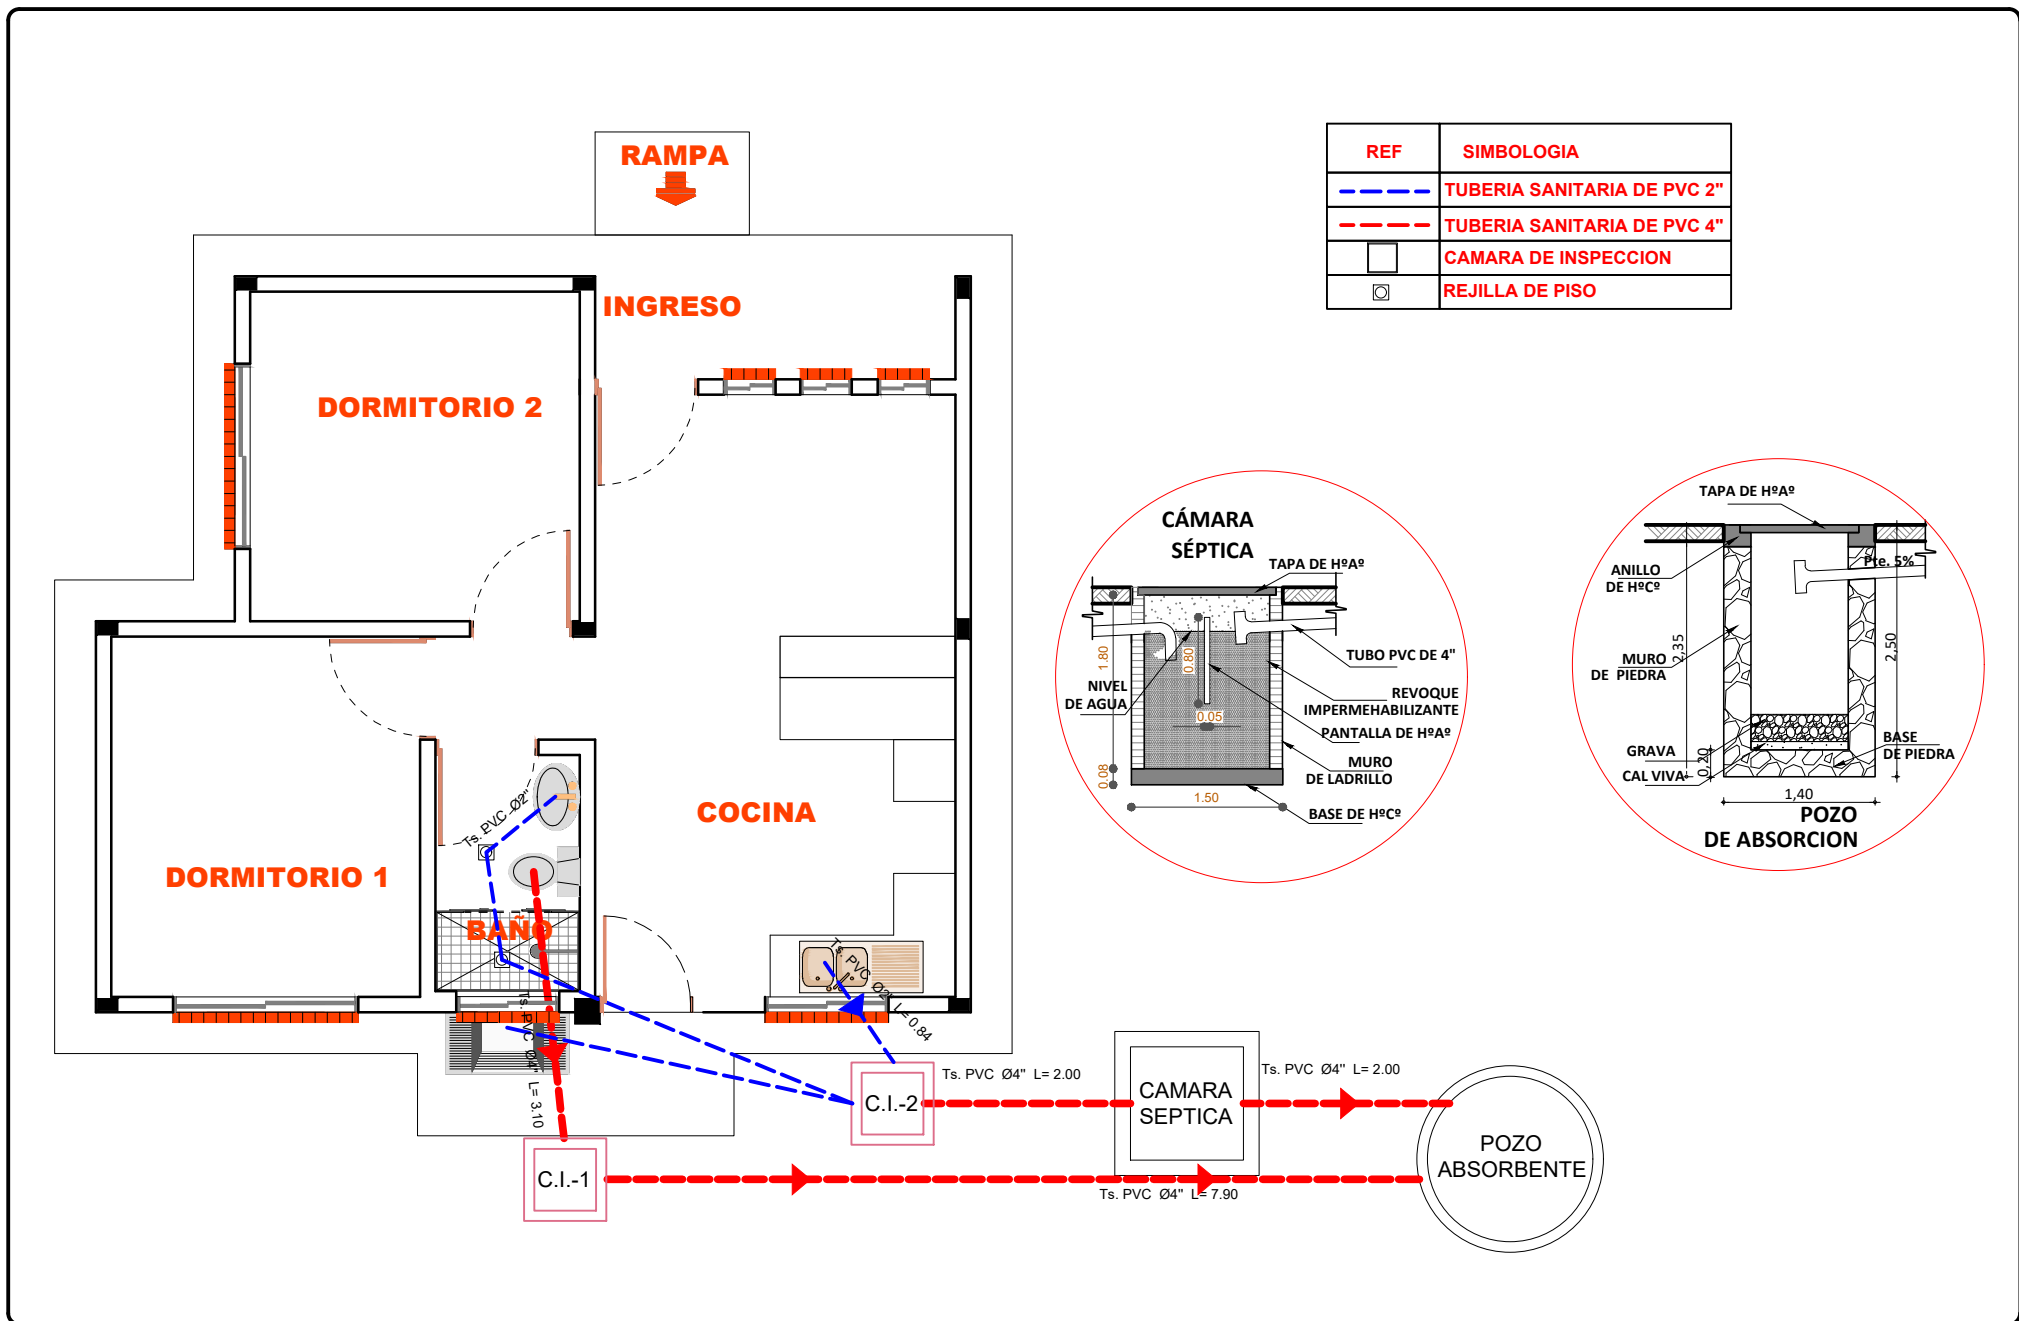 RAMPA
INGRESO
DORMITORIO 2
DORMITORIO 1
BAÑO
COCINA
Ts. PVC Ø2"
Ts. PVC Ø4" L= 3.10
Ts. PVC Ø2" L=0.84
C.I.-1
C.I.-2
Ts. PVC Ø4" L= 2.00
CAMARA
SEPTICA
Ts. PVC Ø4" L= 2.00
Ts. PVC Ø4" L= 7.90
POZO
ABSORBENTE
REF SIMBOLOGIA
TUBERIA SANITARIA DE PVC 2"
TUBERIA SANITARIA DE PVC 4"
CAMARA DE INSPECCION
REJILLA DE PISO
CÁMARA
SÉPTICA
TAPA DE HºAº
TUBO PVC DE 4"
NIVEL
DE AGUA
REVOQUE
IMPERMEHABILIZANTE
PANTALLA DE HºAº
MURO
DE LADRILLO
BASE DE HºCº
1.80
0.80
0.05
0.08
1.50
TAPA DE HºAº
ANILLO
DE HºCº
Pte. 5%
MURO
DE PIEDRA
2,35
2,50
GRAVA
CAL VIVA
0,20
BASE
DE PIEDRA
1,40
POZO
DE ABSORCION